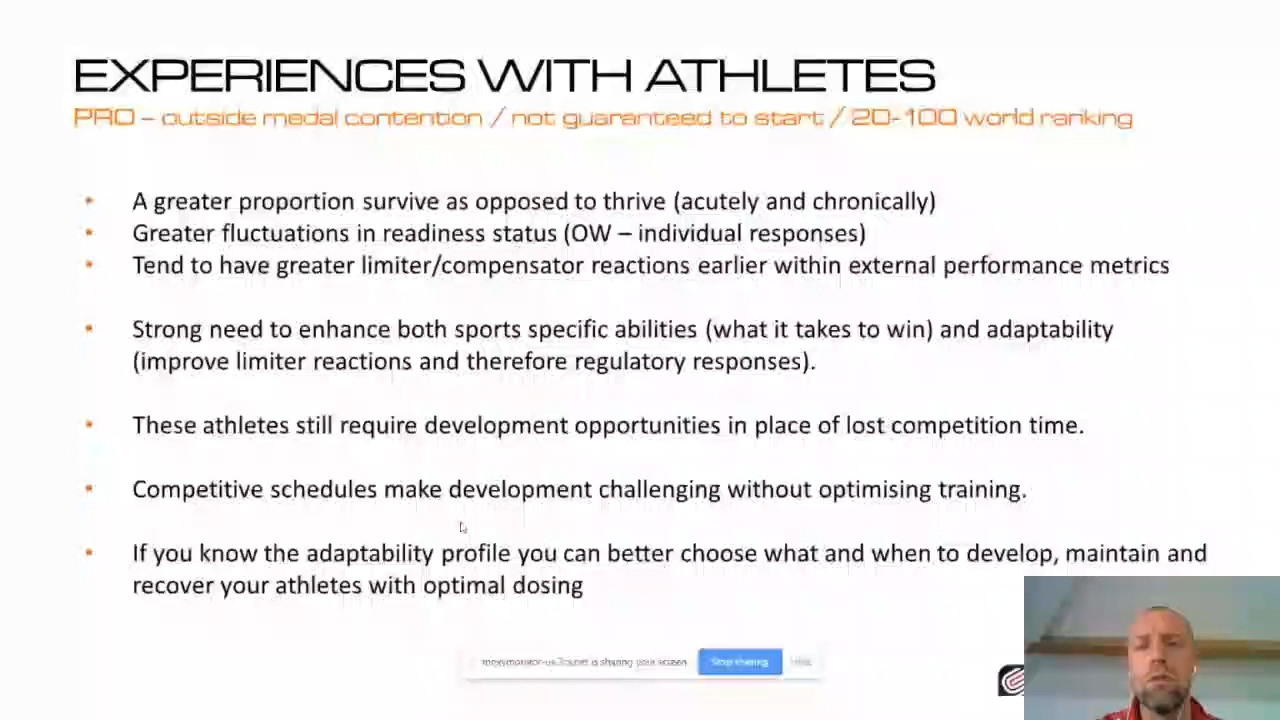 EXPERIENCES WITH ATHLETES
PRO – outside medal contention / not guaranteed to start / 20-100 world ranking
• A greater proportion survive as opposed to thrive (acutely and chronically)
• Greater fluctuations in readiness status (OW – individual responses)
• Tend to have greater limiter/compensator reactions earlier within external performance metrics
• Strong need to enhance both sports specific abilities (what it takes to win) and adaptability
(improve limiter reactions and therefore regulatory responses).
• These athletes still require development opportunities in place of lost competition time.
• Competitive schedules make development challenging without optimising training.
• If you know the adaptability profile you can better choose what and when to develop, maintain and
recover your athletes with optimal dosing
is sharing your screen Stop sharing Hide